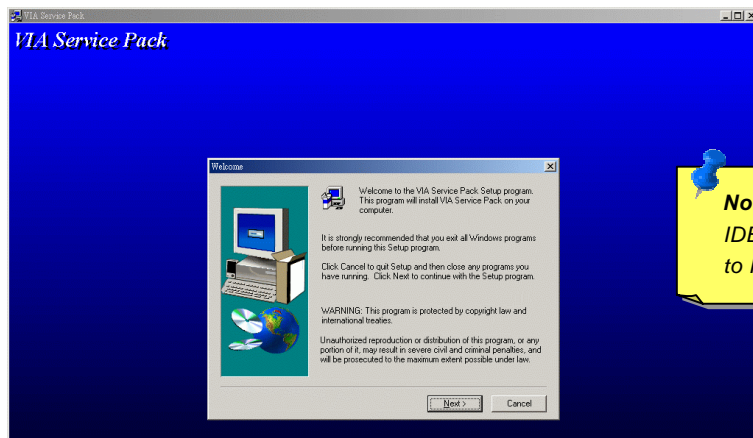 VIA Service Pack
VIA Service Pack
Welcome
Welcome to the VIA Service Pack Setup program.
This program will install VIA Service Pack on your
computer.
It is strongly recommended that you exit all Windows programs
before running this Setup program.
Click Cancel to quit Setup and then close any programs you
have running. Click Next to continue with the Setup program.
WARNING: This program is protected by copyright law and
international treaties.
Unauthorized reproduction or distribution of this program, or any
portion of it, may result in severe civil and criminal penalties, and
will be prosecuted to the maximum extent possible under law.
Next >
Cancel
No
IDE
to